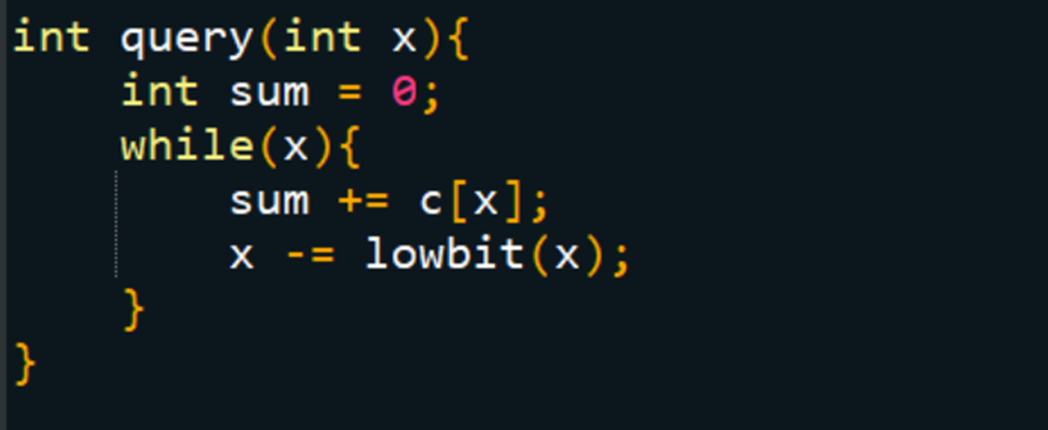 int query(int x){
    int sum = 0;
    while(x){
        sum += c[x];
        x -= lowbit(x);
    }
}